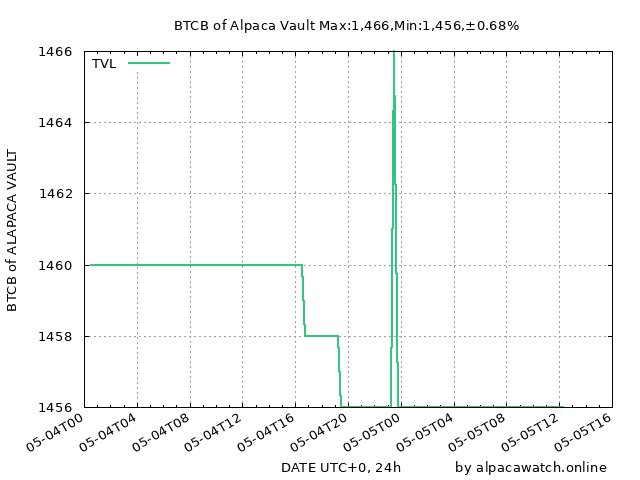 BTCB of Alpaca Vault Max:1,466,Min:1,456,±0.68%
TVL
1466
1464
1462
1460
1458
1456
BTCB of ALAPACA VAULT
05-04T00
05-04T04
05-04T08
05-04T12
05-04T16
05-04T20
05-05T00
05-05T04
05-05T08
05-05T12
05-05T16
DATE UTC+0, 24h
by alpacawatch.online